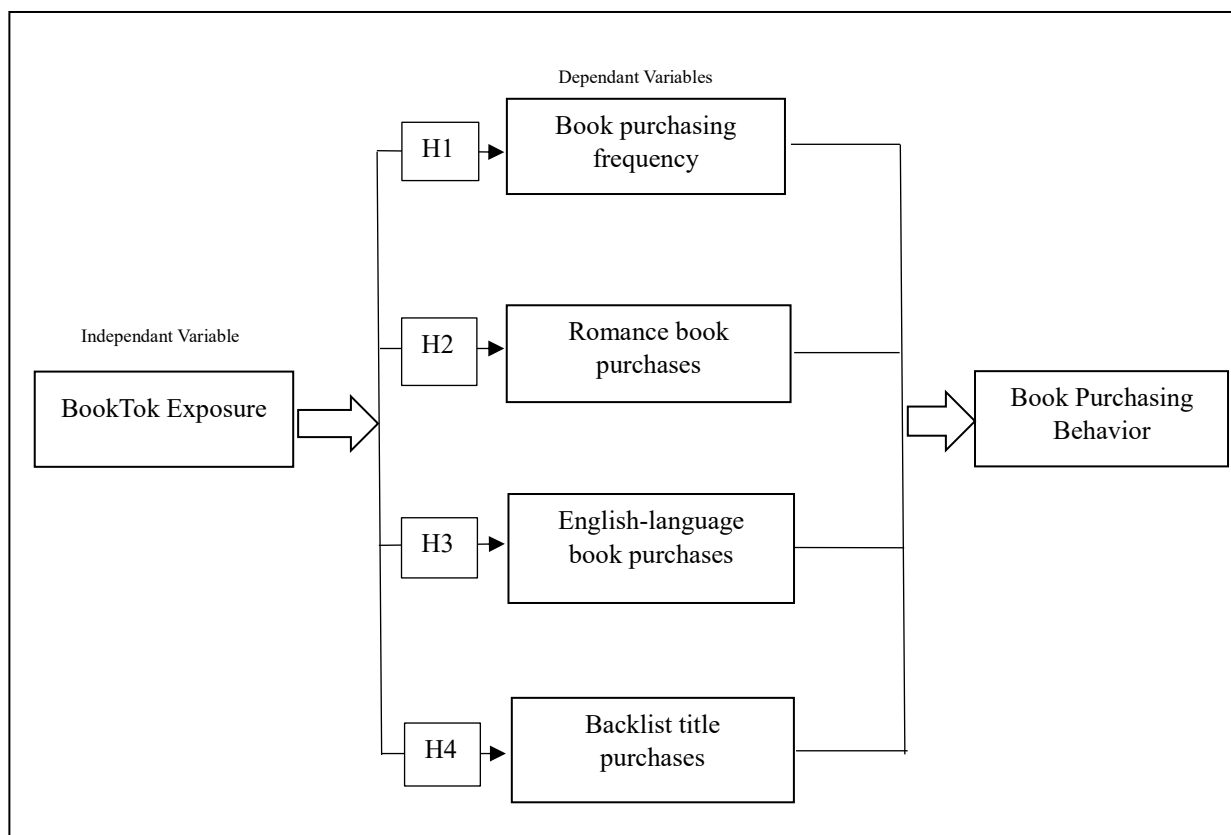 Dependant Variables
H1
Book purchasing
frequency
H2
Romance book
purchases
Independant Variable
BookTok Exposure
Book Purchasing
Behavior
H3
English-language
book purchases
H4
Backlist title
purchases